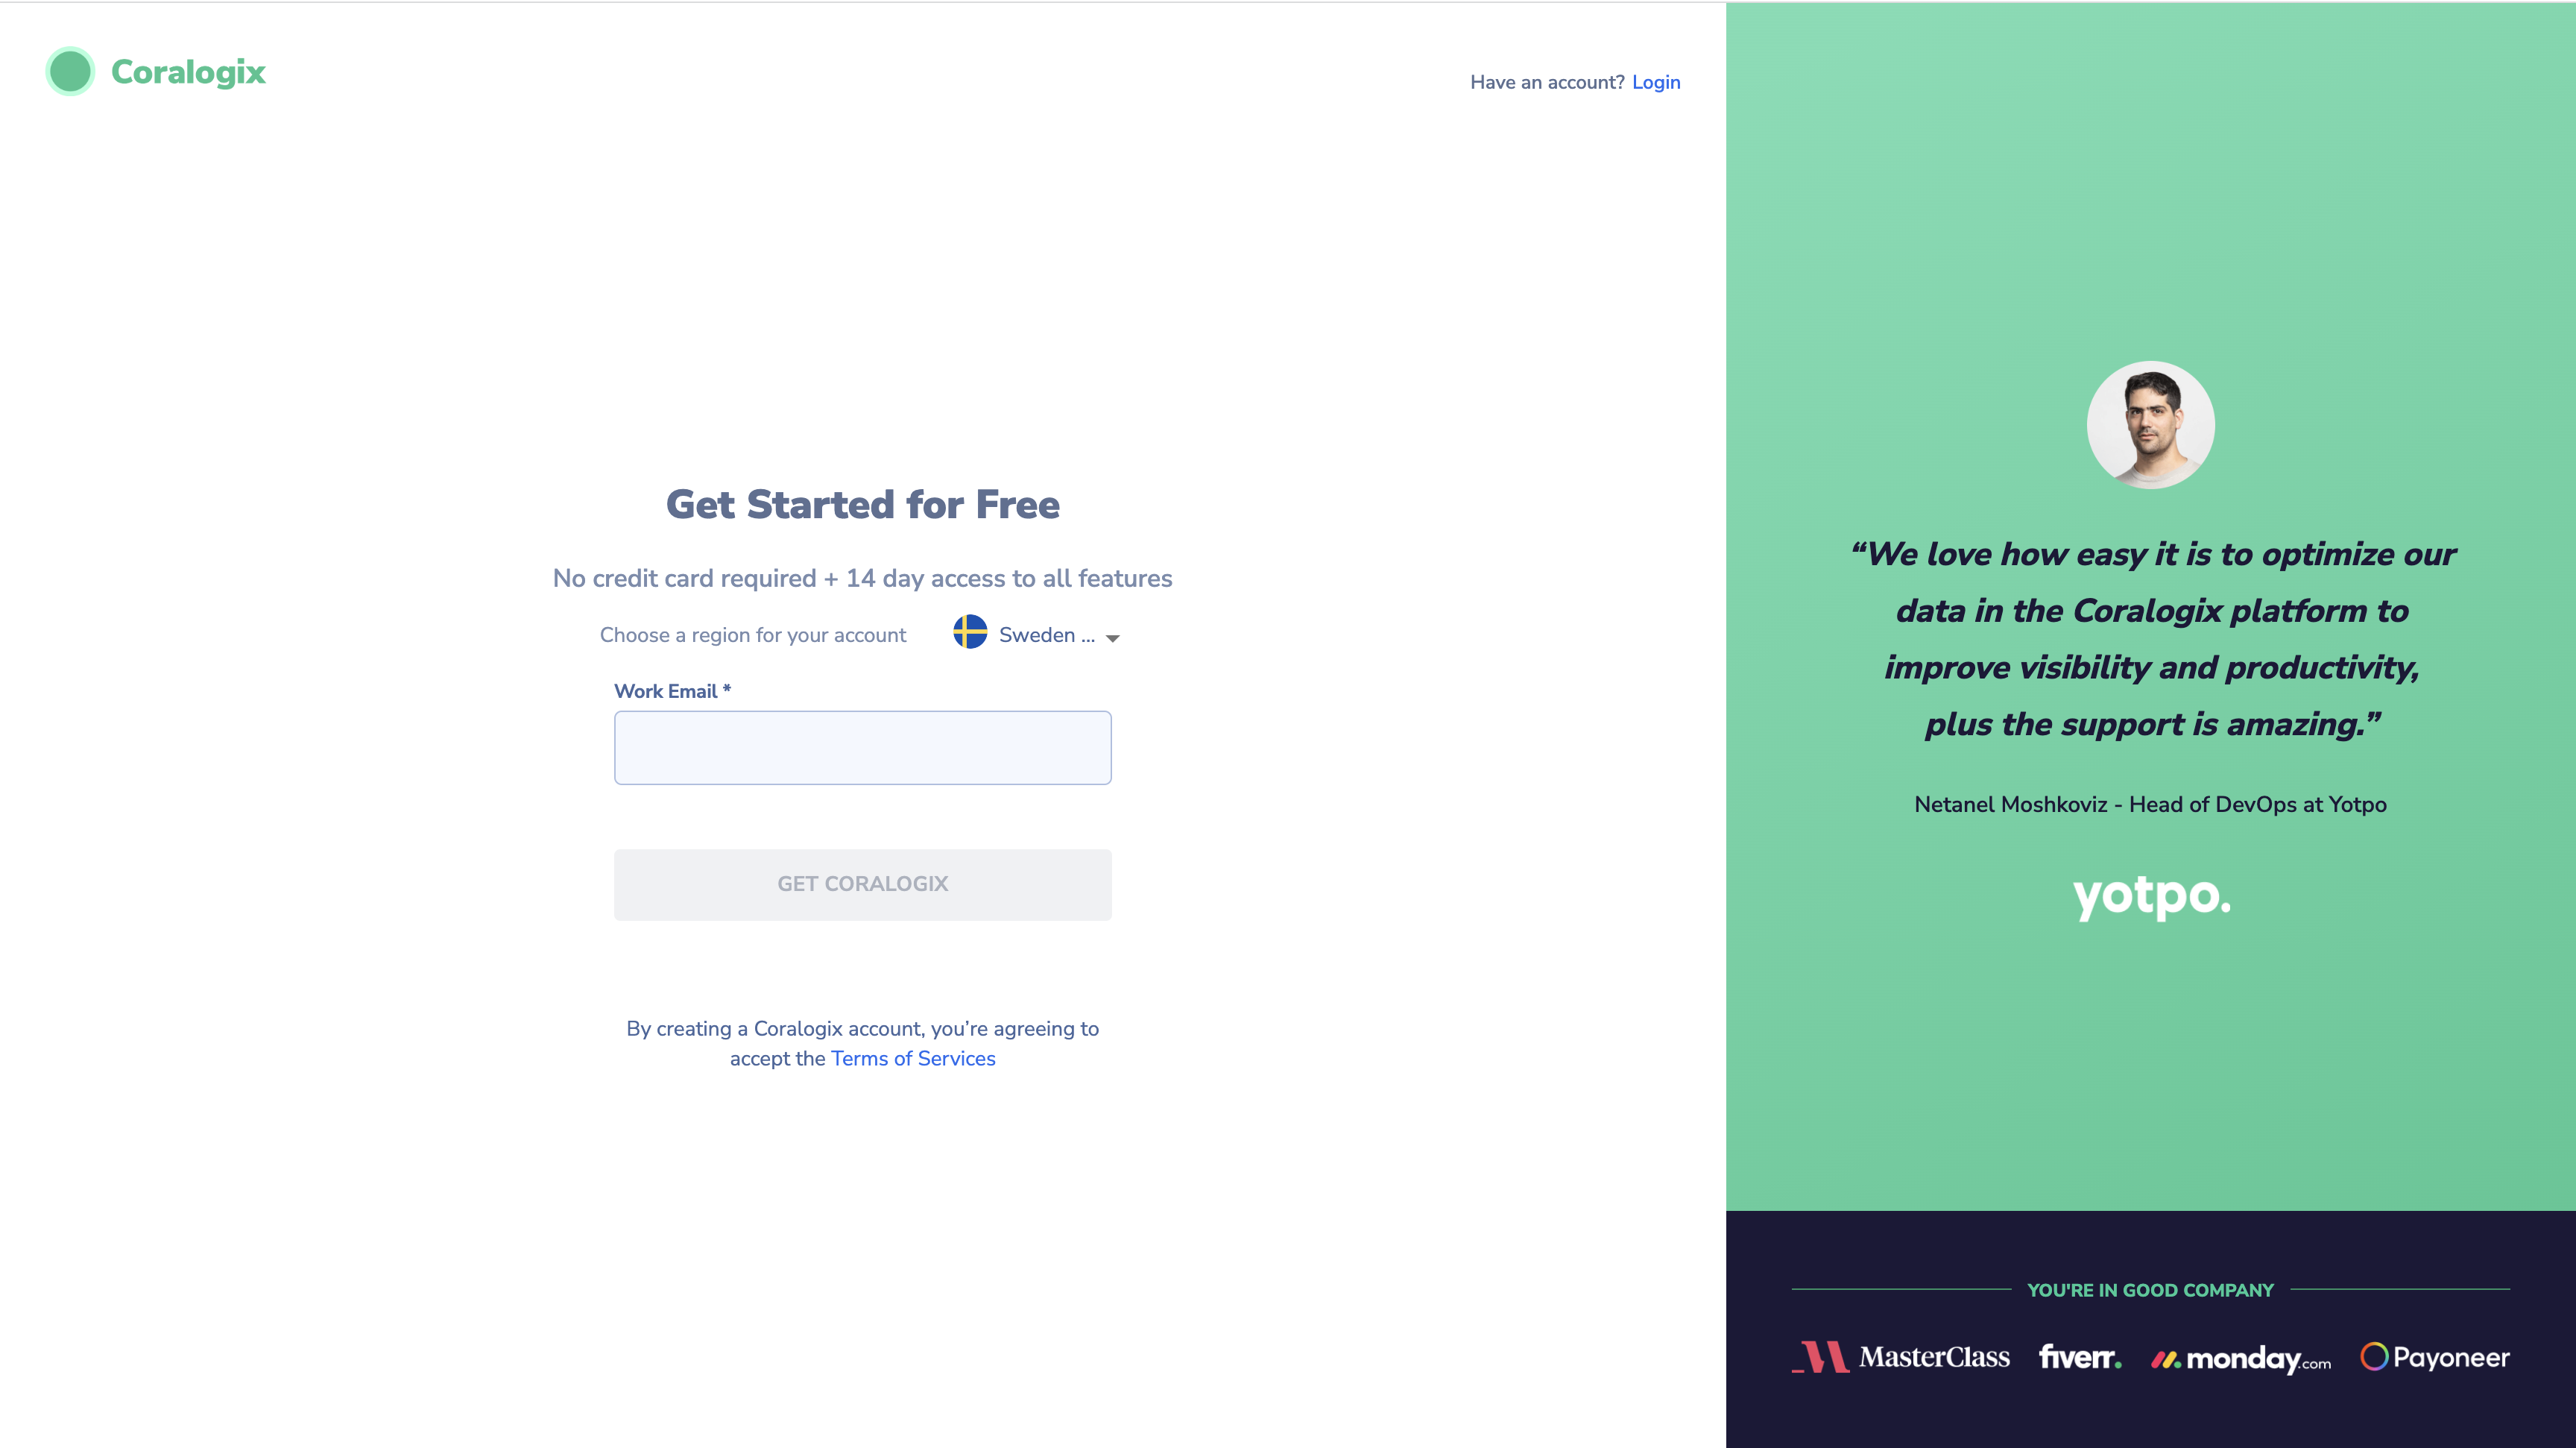 Coralogix
Have an account? Login
Get Started for Free
No credit card required + 14 day access to all features
Choose a region for your account
Sweden ...
Work Email *
GET CORALOGIX
By creating a Coralogix account, you’re agreeing to
accept the Terms of Services
“We love how easy it is to optimize our
data in the Coralogix platform to
improve visibility and productivity,
plus the support is amazing.”
Netanel Moshkoviz - Head of DevOps at Yotpo
yotpo.
YOU'RE IN GOOD COMPANY
MasterClass
fiverr.
monday.com
Payoneer